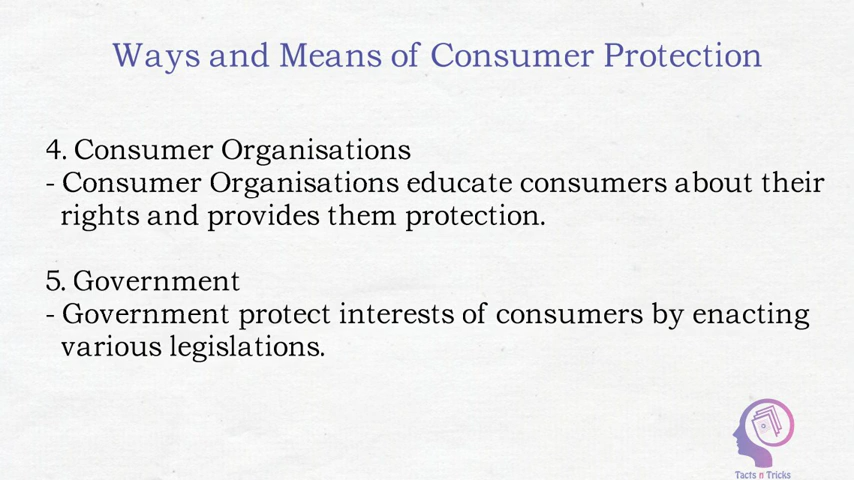 Ways and Means of Consumer Protection
4. Consumer Organisations
- Consumer Organisations educate consumers about their
rights and provides them protection.
5. Government
- Government protect interests of consumers by enacting
various legislations.
Tacts n Tricks